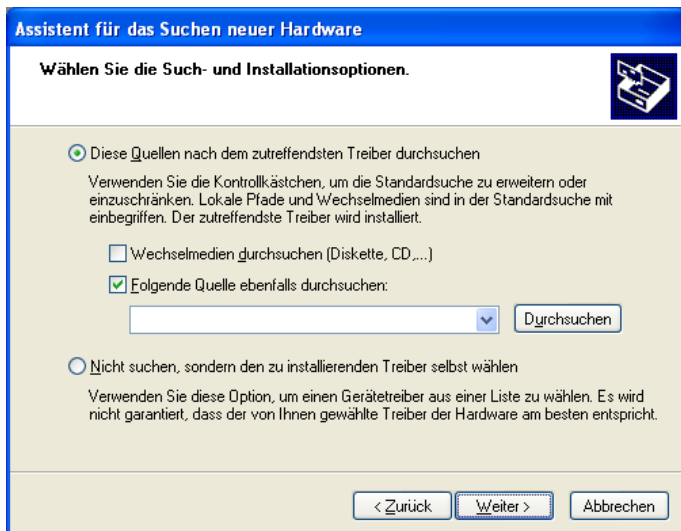 Assistent für das Suchen neuer Hardware
Wählen Sie die Such- und Installationsoptionen.
Diese Quellen nach dem zutreffendsten Treiber durchsuchen
Verwenden Sie die Kontrollkästchen, um die Standardsuche zu erweitern oder
einzuschränken. Lokale Pfade und Wechselmedien sind in der Standardsuche mit
einbegriffen. Der zutreffendste Treiber wird installiert.
Wechselmedien durchsuchen (Diskette, CD,...)
Folgende Quelle ebenfalls durchsuchen:
Durchsuchen
Nicht suchen, sondern den zu installierenden Treiber selbst wählen
Verwenden Sie diese Option, um einen Gerätetreiber aus einer Liste zu wählen. Es wird
nicht garantiert, dass der von Ihnen gewählte Treiber der Hardware am besten entspricht.
< Zurück Weiter > Abbrechen